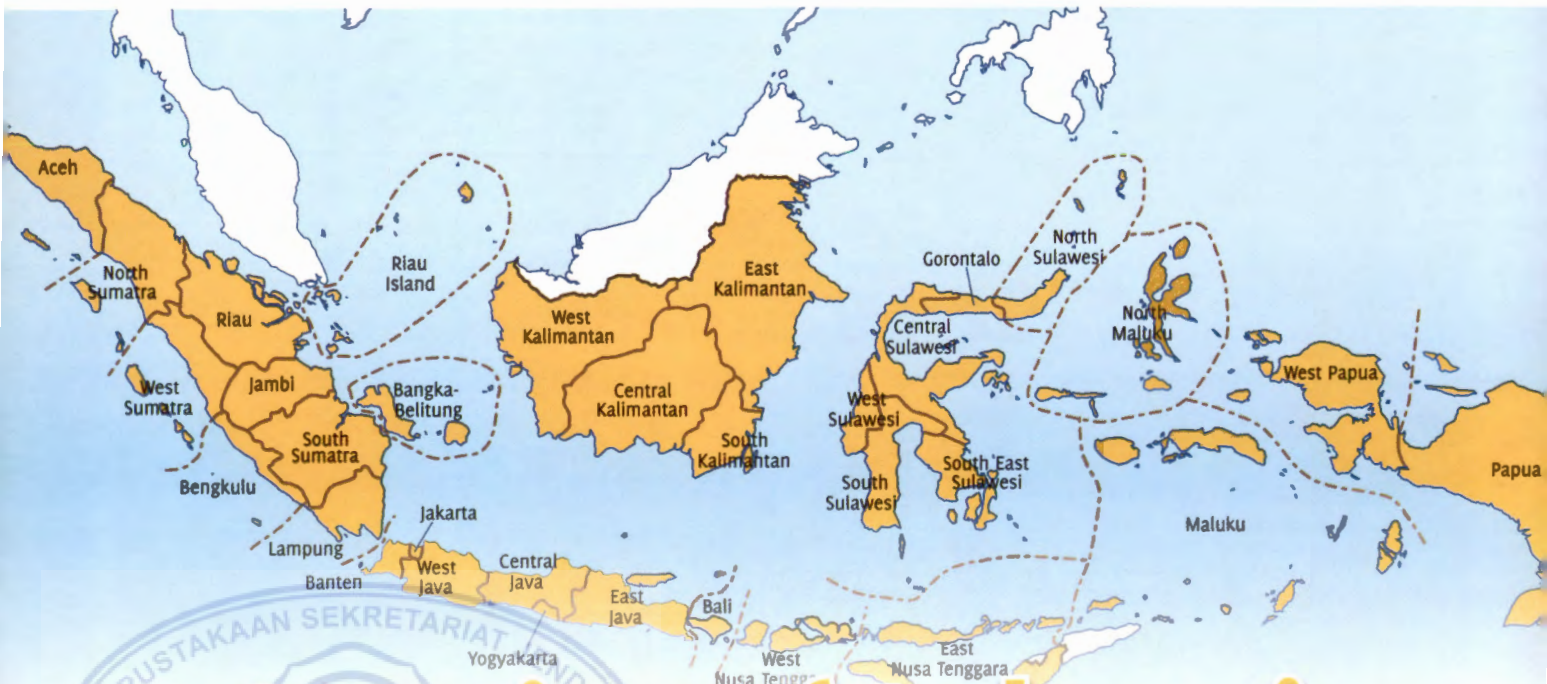 Aceh
North
Sumatra
Riau
Riau
Island
West
Sumatra
Jambi
Bangka-
Belitung
South
Sumatra
Bengkulu
Lampung
Jakarta
Banten
West
Java
Central
Java
Yogyakarta
East
Java
Bali
West
Kalimantan
Central
Kalimantan
East
Kalimantan
South
Kalimantan
Gorontalo
North
Sulawesi
Central
Sulawesi
West
Sulawesi
South
Sulawesi
South East
Sulawesi
North
Maluku
Maluku
West Papua
Papua
West
Nusa
East
Nusa Tenggara
SEKRETARIAT